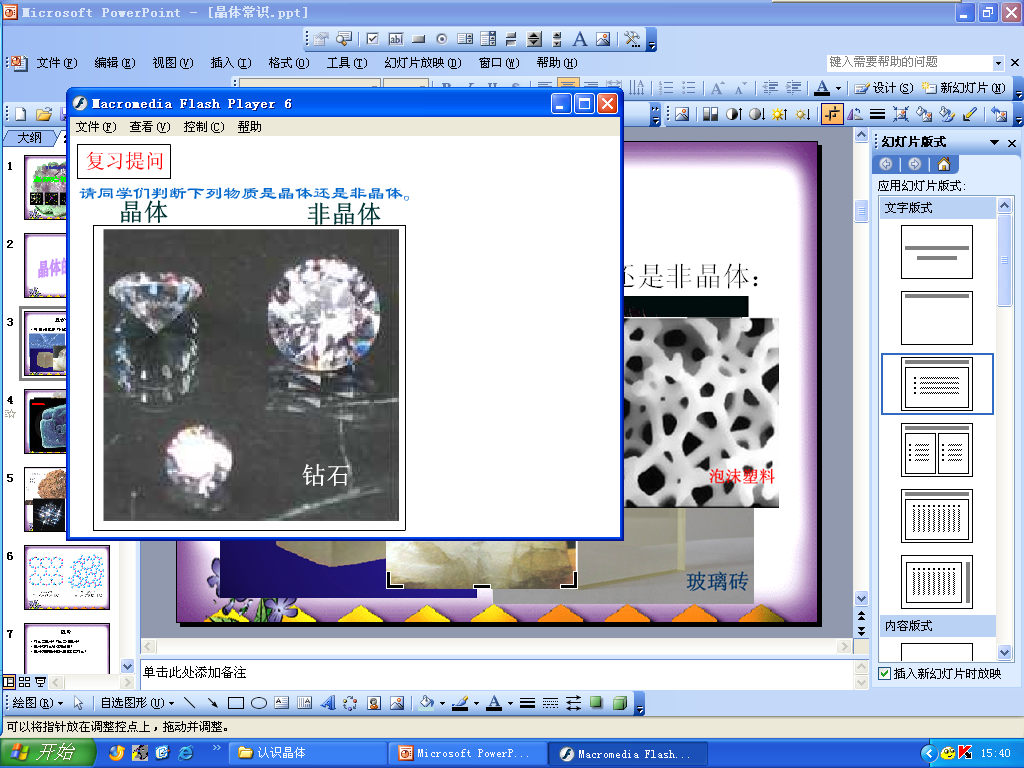 Microsoft PowerPoint - [晶体常识.ppt]
文件(F) 编辑(E) 视图(V) 插入(I) 格式(O) 工具(T) 幻灯片放映(D) 窗口(W) 帮助(H)
键入需要帮助的问题
设计(S) 新幻灯片(N)
Macromedia Flash Player 6
文件(F) 查看(V) 控制(C) 帮助
复习提问
请同学们判断下列物质是晶体还是非晶体。
晶体 非晶体
钻石
还是非晶体：
泡沫塑料
玻璃砖
大纲
1
2
3
4
5
6
7
幻灯片版式
应用幻灯片版式:
文字版式
内容版式
插入新幻灯片时放映
单击此处添加备注
绘图(R) 自选图形(U)
可以将指针放在调整控点上，拖动并调整。
开始
认识晶体
Microsoft PowerP...
Macromedia Flash...
15:40